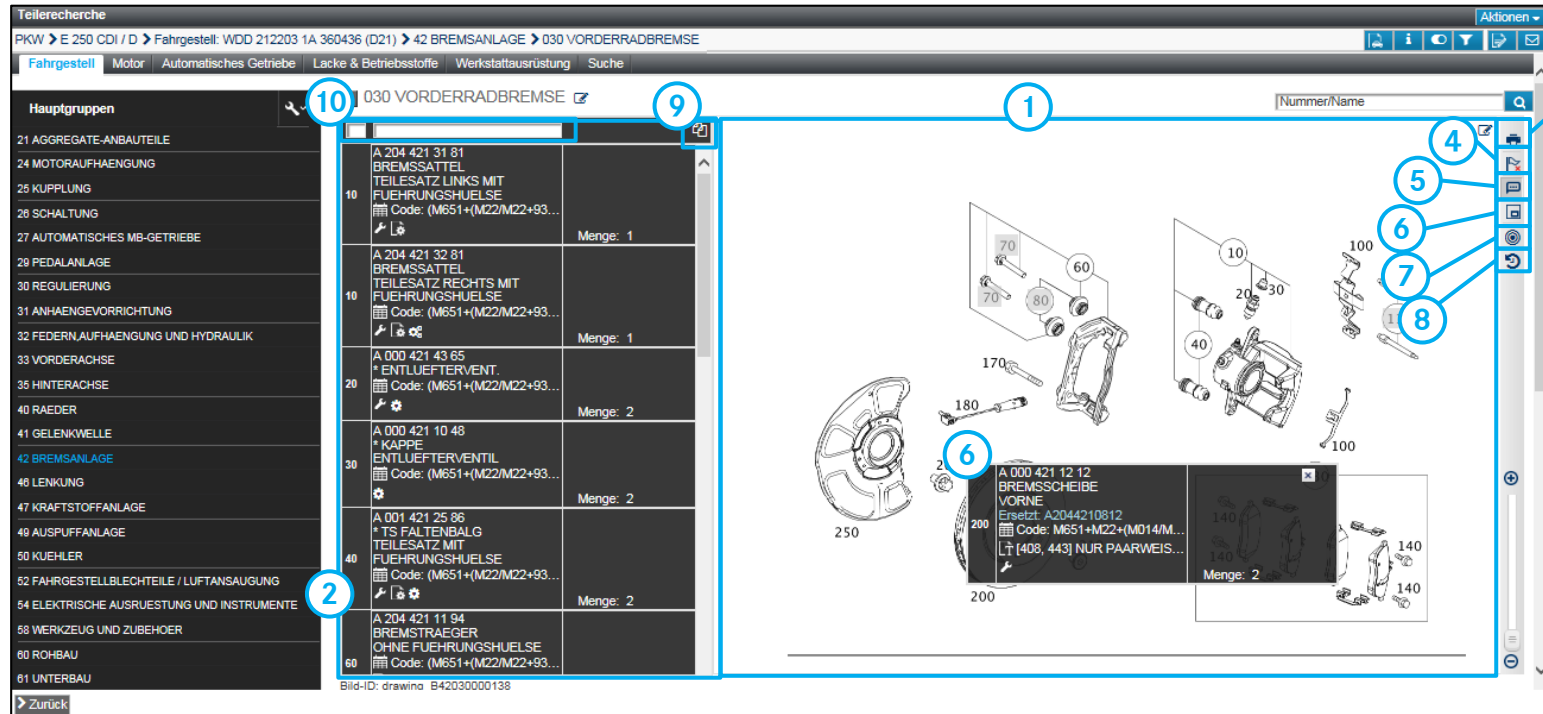 Teilerecherche
Aktionen
PKW > E 250 CDI / D > Fahrgestell: WDD 212203 1A 360436 (D21) > 42 BREMSANLAGE > 030 VORDERRADBREMSE
Fahrgestell Motor Automatisches Getriebe Lacke & Betriebsstoffe Werkstattausrüstung Suche
Hauptgruppen
21 AGGREGATE-ANBAUTEILE
24 MOTORAUFHAENGUNG
25 KUPPLUNG
26 SCHALTUNG
27 AUTOMATISCHES MB-GETRIEBE
29 PEDALANLAGE
30 REGULIERUNG
31 ANHAENGEVORRICHTUNG
32 FEDERN,AUFHAENGUNG UND HYDRAULIK
33 VORDERACHSE
35 HINTERACHSE
40 RAEDER
41 GELENKWELLE
42 BREMSANLAGE
46 LENKUNG
47 KRAFTSTOFFANLAGE
49 AUSPUFFANLAGE
50 KUEHLER
52 FAHRGESTELLBLECHTEILE / LUFTANSAUGUNG
54 ELEKTRISCHE AUSRUESTUNG UND INSTRUMENTE
58 WERKZEUG UND ZUBEHOER
60 ROHBAU
61 UNTERBAU
Zurück
10
030 VORDERRADBREMSE
9
10
A 204 421 31 81
BREMSSATTEL
TEILESATZ LINKS MIT
FUEHRUNGSHUELSE
Code: (M651+(M22/M22+93...
Menge: 1
10
A 204 421 32 81
BREMSSATTEL
TEILESATZ RECHTS MIT
FUEHRUNGSHUELSE
Code: (M651+(M22/M22+93...
Menge: 1
20
A 000 421 43 65
* ENTLUEFTERVENT.
Code: (M651+(M22/M22+93...
Menge: 2
30
A 000 421 10 48
* KAPPE
ENTLUEFTERVENTIL
Code: (M651+(M22/M22+93...
Menge: 2
40
A 001 421 25 86
* TS FALTENBALG
TEILESATZ MIT
FUEHRUNGSHUELSE
Code: (M651+(M22/M22+93...
Menge: 2
2
60
A 204 421 11 94
BREMSTRAEGER
OHNE FUEHRUNGSHUELSE
Code: (M651+(M22/M22+93...
Bild-ID: drawing_B42030000138
1
Nummer/Name
4
5
6
7
8
70
60
10
100
70
80
20
30
40
170
180
100
250
6
200
A 000 421 12 12
BREMSSCHEIBE
VORNE
Ersetzt: A2044210812
Code: M651+M22+(M014/M...
[408, 443] NUR PAARWEIS...
Menge: 2
140
140
140
140
200